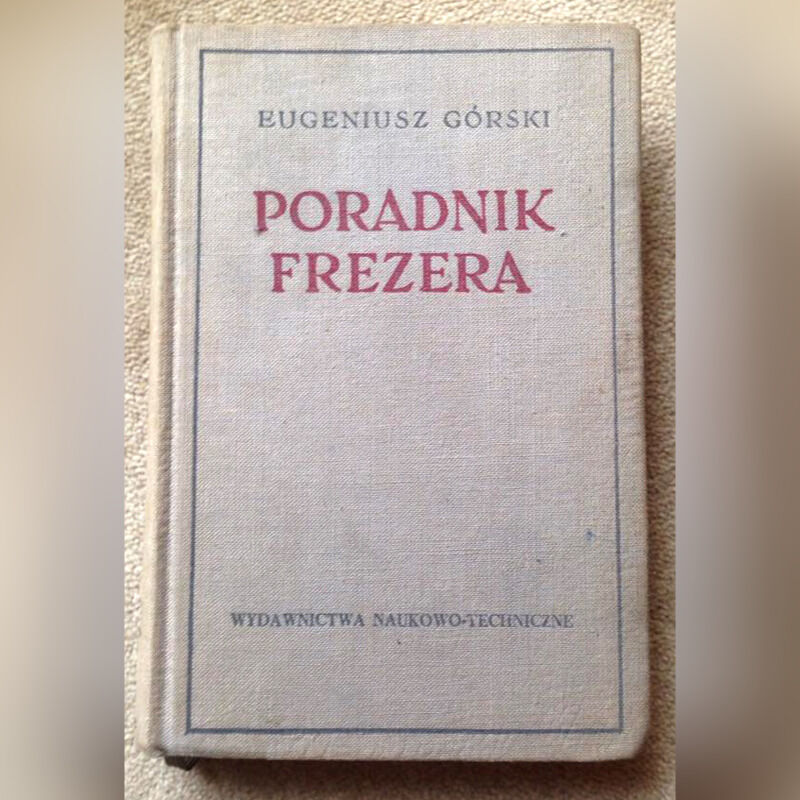 EUGENIUSZ GÓRSKI
PORADNIK
FREZERA
WYDAWNICTWA NAUKOWO-TECHNICZNE